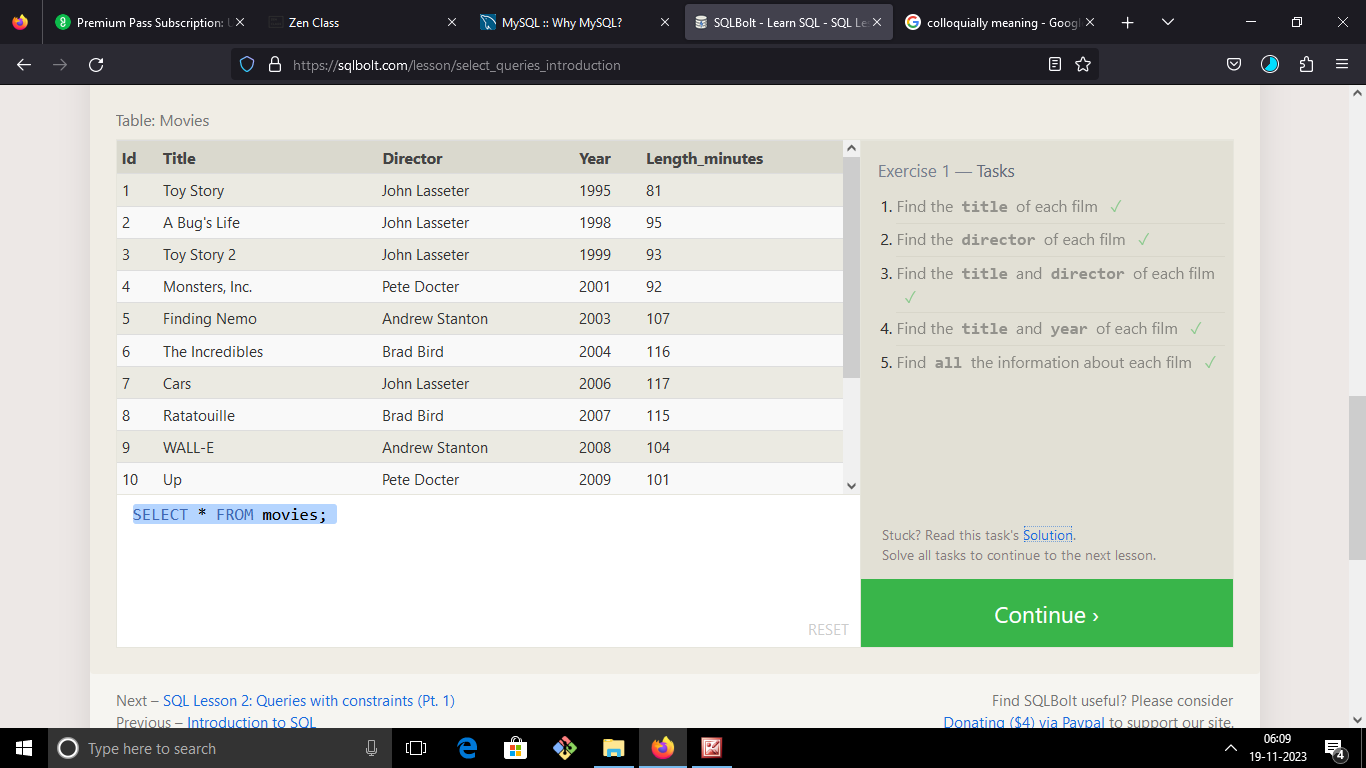 Premium Pass Subscription: U
Zen Class
MySQL :: Why MySQL?
SQLBolt - Learn SQL - SQL Le
colloquially meaning - Googl
https://sqlbolt.com/lesson/select_queries_introduction
Table: Movies
Id Title Director Year Length_minutes
1 Toy Story John Lasseter 1995 81
2 A Bug's Life John Lasseter 1998 95
3 Toy Story 2 John Lasseter 1999 93
4 Monsters, Inc. Pete Docter 2001 92
5 Finding Nemo Andrew Stanton 2003 107
6 The Incredibles Brad Bird 2004 116
7 Cars John Lasseter 2006 117
8 Ratatouille Brad Bird 2007 115
9 WALL-E Andrew Stanton 2008 104
10 Up Pete Docter 2009 101
SELECT * FROM movies;
RESET
Exercise 1 — Tasks
1. Find the title of each film ✓
2. Find the director of each film ✓
3. Find the title and director of each film
✓
4. Find the title and year of each film ✓
5. Find all the information about each film ✓
Stuck? Read this task's Solution.
Solve all tasks to continue to the next lesson.
Continue ›
Next – SQL Lesson 2: Queries with constraints (Pt. 1)
Previous – Introduction to SQL
Find SQLBolt useful? Please consider
Donating ($4) via Paypal to support our site.
Type here to search
06:09
19-11-2023
4